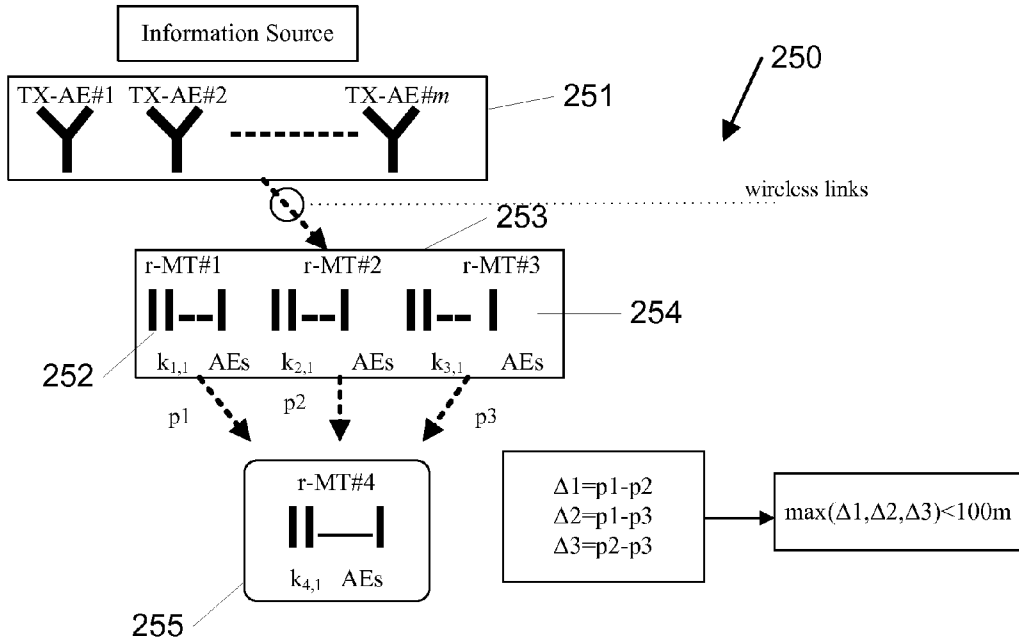 Information Source
250
TX-AE#1 TX-AE#2 TX-AE#m
251
wireless links
253
r-MT#1 r-MT#2 r-MT#3
254
252
k1,1 AEs k2,1 AEs k3,1 AEs
p1 p2 p3
r-MT#4
k4,1 AEs
255
Δ1=p1-p2
Δ2=p1-p3
Δ3=p2-p3
max(Δ1,Δ2,Δ3)<100m